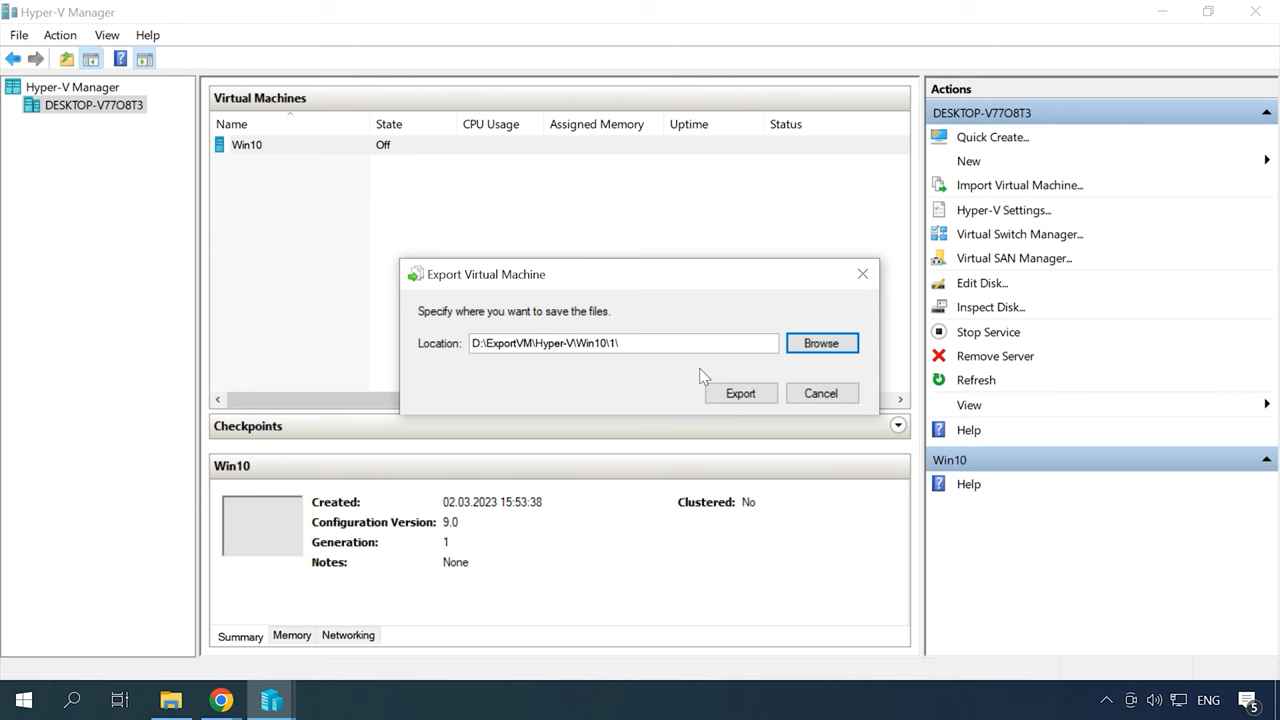 Hyper-V Manager
File Action View Help
Hyper-V Manager
DESKTOP-V77O8T3
Virtual Machines
Name State CPU Usage Assigned Memory Uptime Status
Win10 Off
Export Virtual Machine
Specify where you want to save the files.
Location: D:\ExportVM\Hyper-V\Win10\1\ Browse
Export Cancel
Checkpoints
Win10
Created: 02.03.2023 15:53:38 Clustered: No
Configuration Version: 9.0
Generation: 1
Notes: None
Summary Memory Networking
Actions
DESKTOP-V77O8T3
Quick Create...
New
Import Virtual Machine...
Hyper-V Settings...
Virtual Switch Manager...
Virtual SAN Manager...
Edit Disk...
Inspect Disk...
Stop Service
Remove Server
Refresh
View
Help
Win10
Help
ENG 5